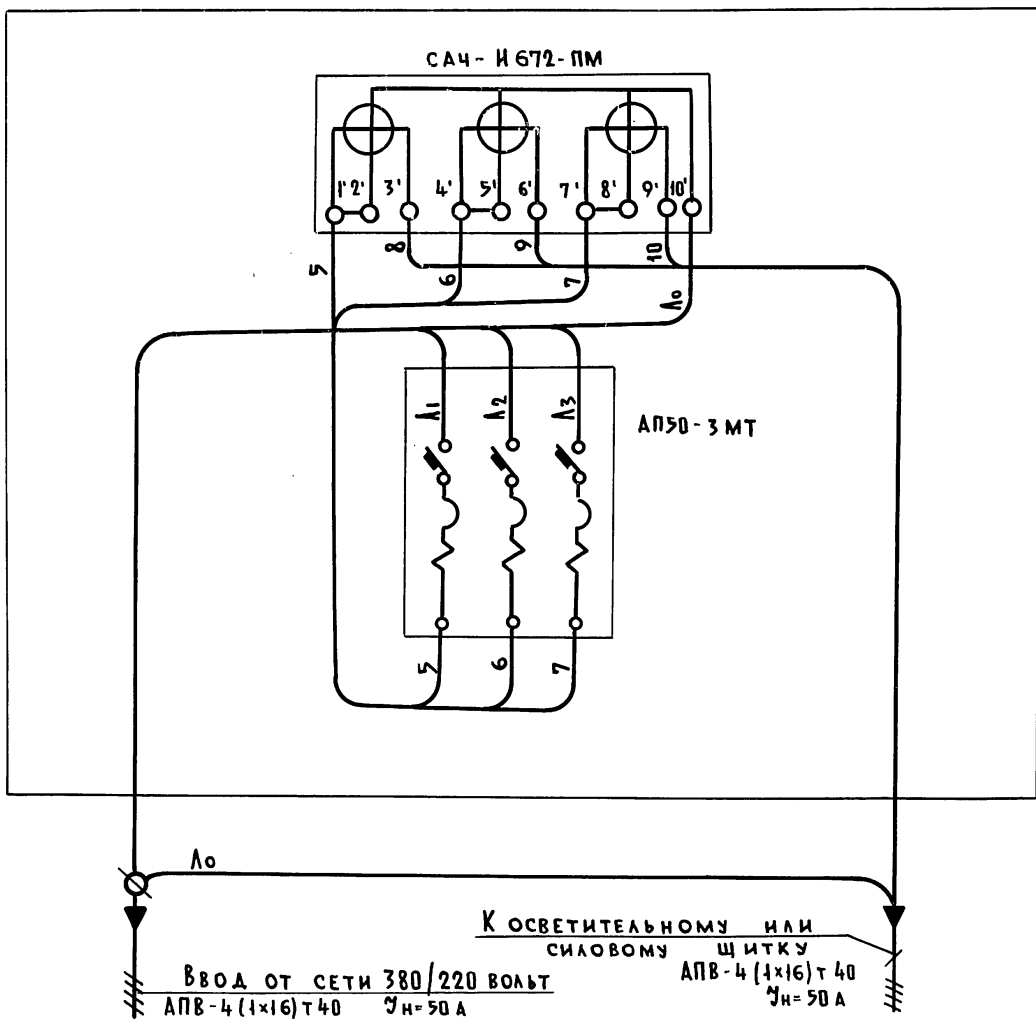 САЧ-И672-ПМ
1' 2' 3' 4' 5' 6' 7' 8' 9' 10'
5 8 6 9 7 10 Ло
Л1 Л2 Л3
АП50-3МТ
5 6 7
Ло
К ОСВЕТИТЕЛЬНОМУ ИЛИ
СИЛОВОМУ ЩИТКУ
АПВ-4(1×16)т40
Jн=50А
ВВОД ОТ СЕТИ 380/220 ВОЛЬТ
АПВ-4(1×16)т40 Jн=50А